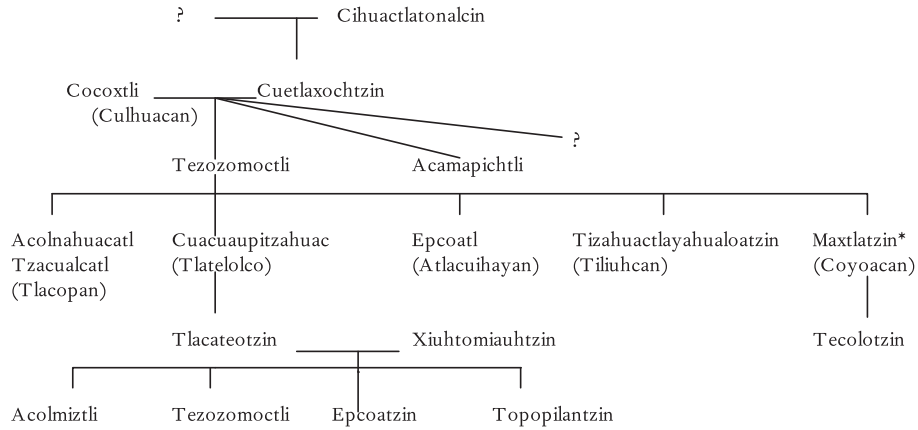 ? Cihuactlatonalcin
Cocoxtli Cuetlaxochtzin
(Culhuacan)
?
Tezozomoctli Acamapichtli
Acolnahuacatl Cuacuaupitzahuac Epcoatl Tizahuactlayahualoatzin Maxtlatzin*
Tzacualcatl (Tlatelolco) (Atlacuihayan) (Tiliuhcan) (Coyoacan)
(Tlacopan)
Tlacateotzin Xiuhtomiauhtzin Tecolotzin
Acolmiztli Tezozomoctli Epcoatzin Topopilantzin